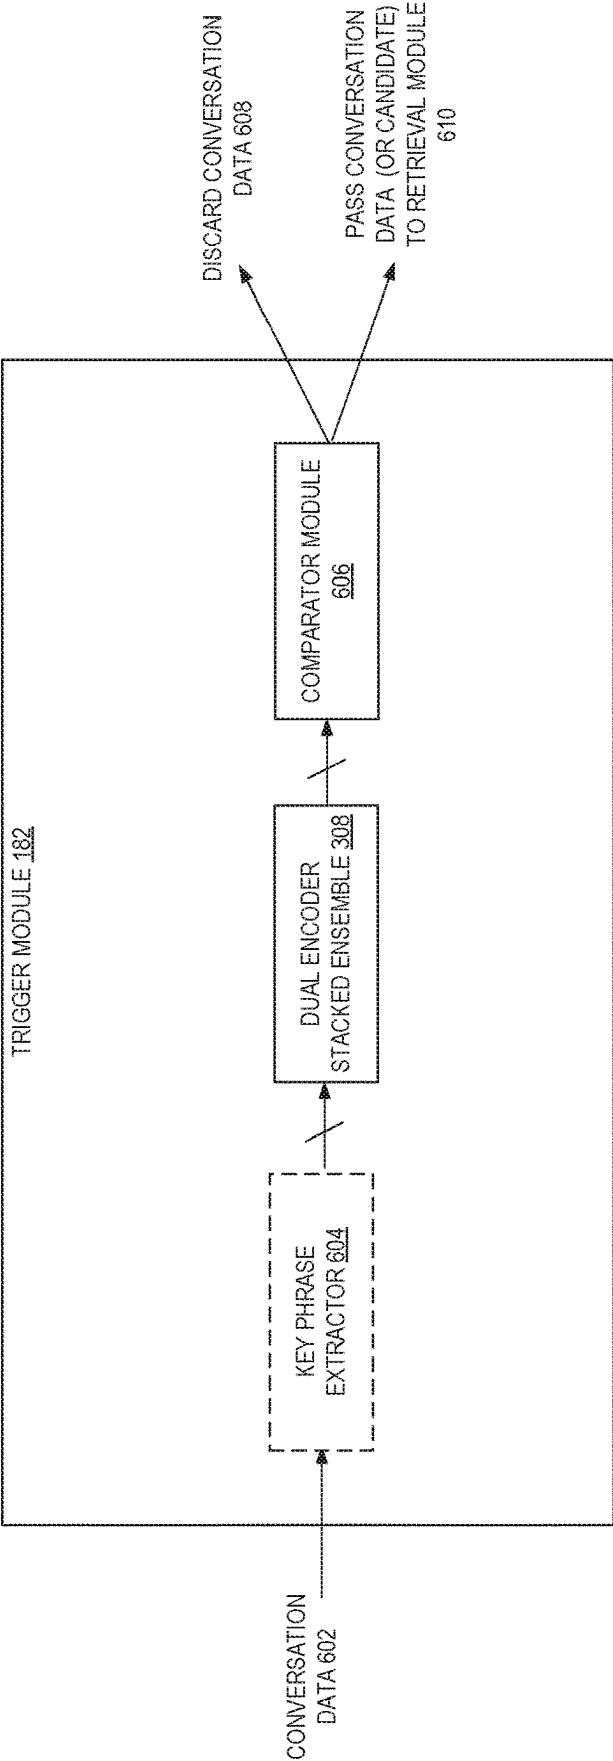 TRIGGER MODULE 182
CONVERSATION
DATA 602
KEY PHRASE
EXTRACTOR 604
DUAL ENCODER
STACKED ENSEMBLE 308
COMPARATOR MODULE
606
DISCARD CONVERSATION
DATA 608
PASS CONVERSATION
DATA (OR CANDIDATE)
TO RETRIEVAL MODULE
610